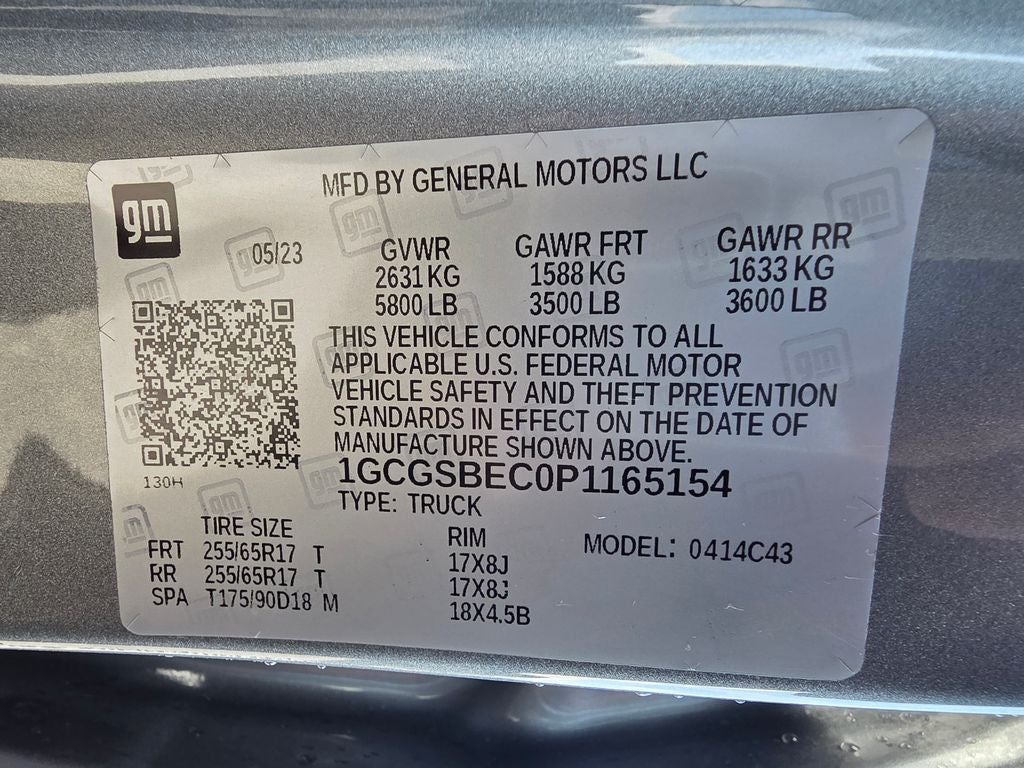 gm
MFD BY GENERAL MOTORS LLC
05/23
GVWR GAWR FRT GAWR RR
2631 KG 1588 KG 1633 KG
5800 LB 3500 LB 3600 LB
THIS VEHICLE CONFORMS TO ALL
APPLICABLE U.S. FEDERAL MOTOR
VEHICLE SAFETY AND THEFT PREVENTION
STANDARDS IN EFFECT ON THE DATE OF
MANUFACTURE SHOWN ABOVE.
130H
1GCGSBEC0P1165154
TYPE: TRUCK
TIRE SIZE RIM MODEL: 0414C43
FRT 255/65R17 T 17X8J
RR 255/65R17 T 17X8J
SPA T175/90D18 M 18X4.5B